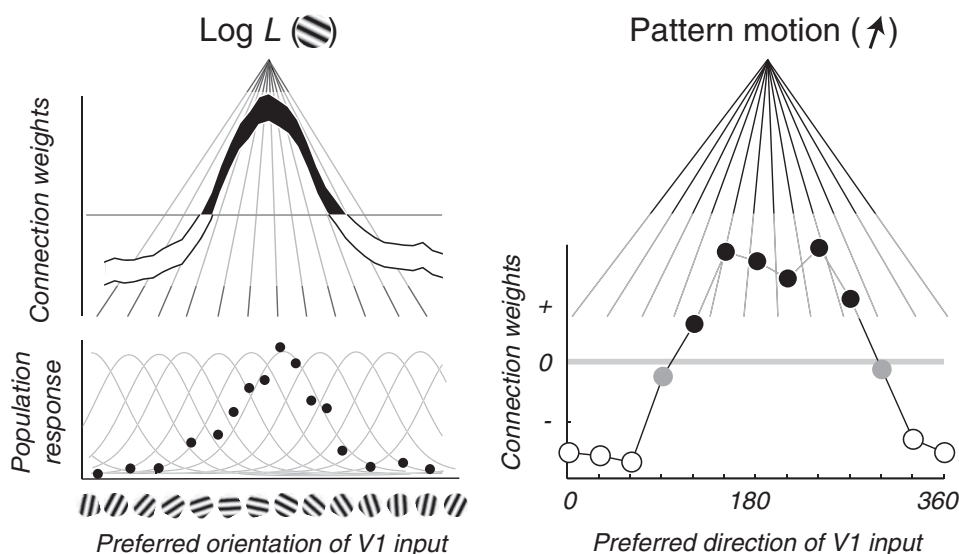 Log L ( )
Connection weights
Population
response
Preferred orientation of V1 input
Pattern motion ( )
Connection weights
+
0
-
0 180 360
Preferred direction of V1 input